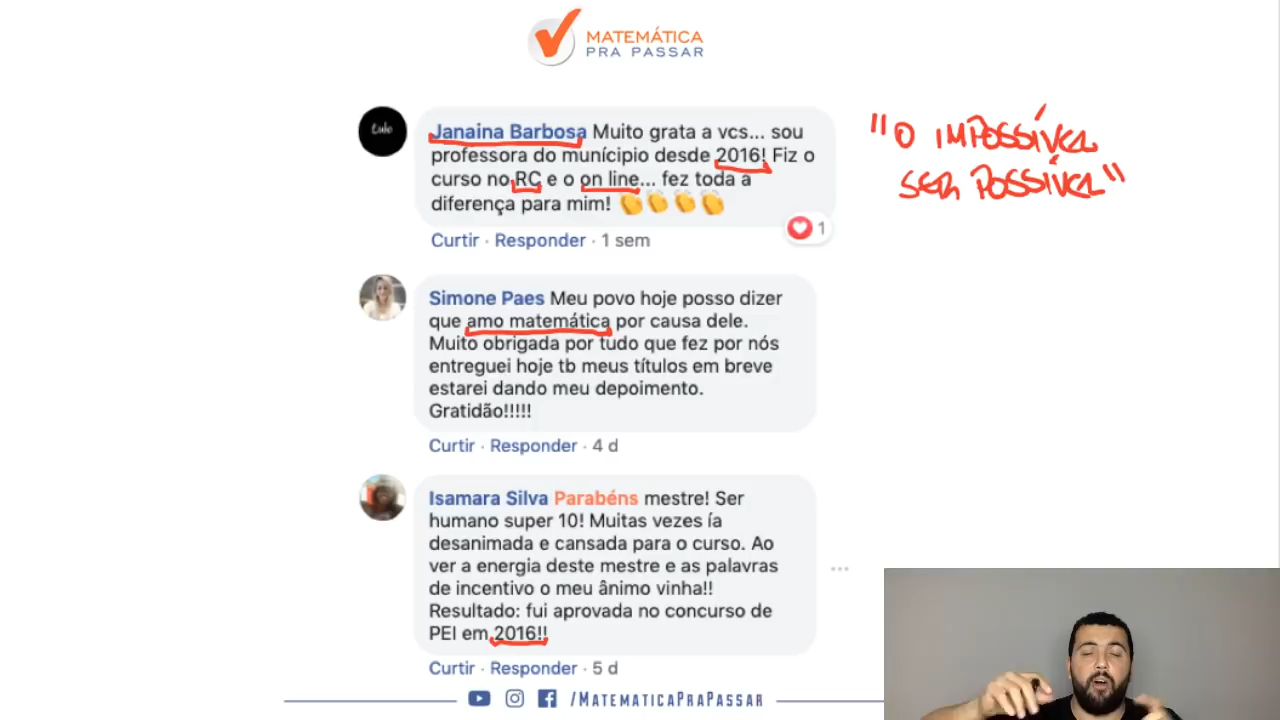 MATEMÁTICA
PRA PASSAR
Lulo
Janaina Barbosa Muito grata a vcs... sou
professora do munícipio desde 2016! Fiz o
curso no RC e o on line... fez toda a
diferença para mim! 👏👏👏👏
1
Curtir · Responder · 1 sem
"O IMPOSSÍVEL
SER POSSÍVEL"
Simone Paes Meu povo hoje posso dizer
que amo matemática por causa dele.
Muito obrigada por tudo que fez por nós
entreguei hoje tb meus títulos em breve
estarei dando meu depoimento.
Gratidão!!!!!
Curtir · Responder · 4 d
Isamara Silva Parabéns mestre! Ser
humano super 10! Muitas vezes ía
desanimada e cansada para o curso. Ao
ver a energia deste mestre e as palavras
de incentivo o meu ânimo vinha!!
Resultado: fui aprovada no concurso de
PEI em 2016!!
Curtir · Responder · 5 d
/MATEMATICAPRAPASSAR